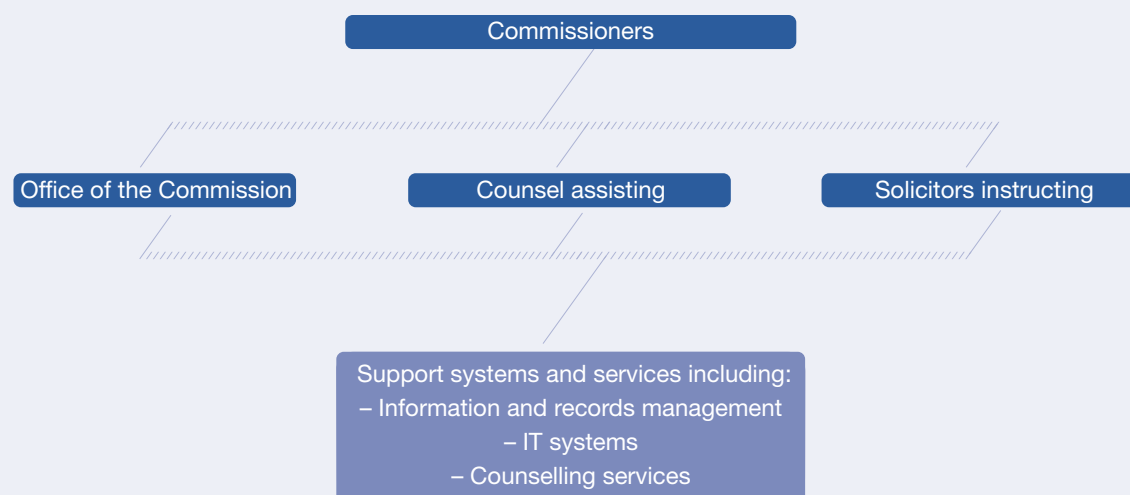 Commissioners
Office of the Commission
Counsel assisting
Solicitors instructing
Support systems and services including:
– Information and records management
– IT systems
– Counselling services